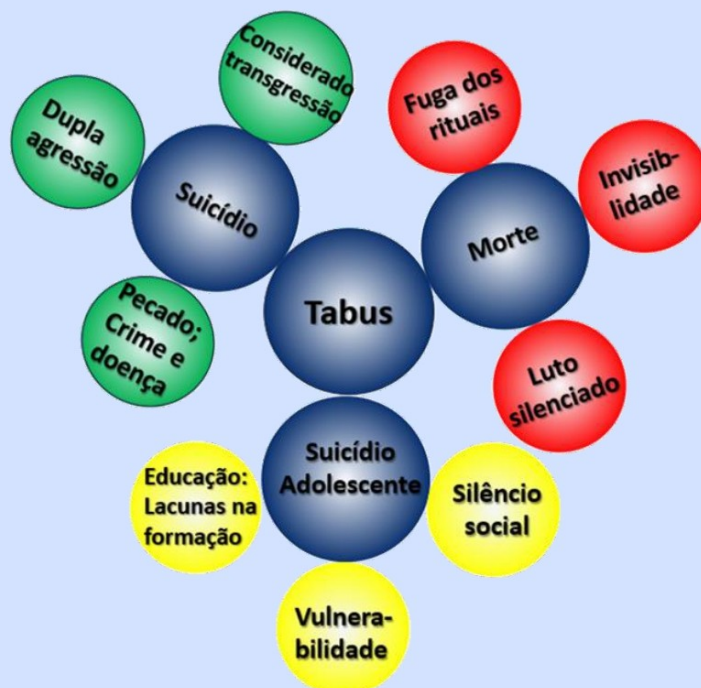 Considerado
transgressão
Dupla
agressão
Suicídio
Pecado;
Crime e
doença
Fuga dos
rituais
Invisib-
lidade
Morte
Luto
silenciado
Tabus
Suicídio
Adolescente
Educação:
Lacunas na
formação
Silêncio
social
Vulnera-
bilidade